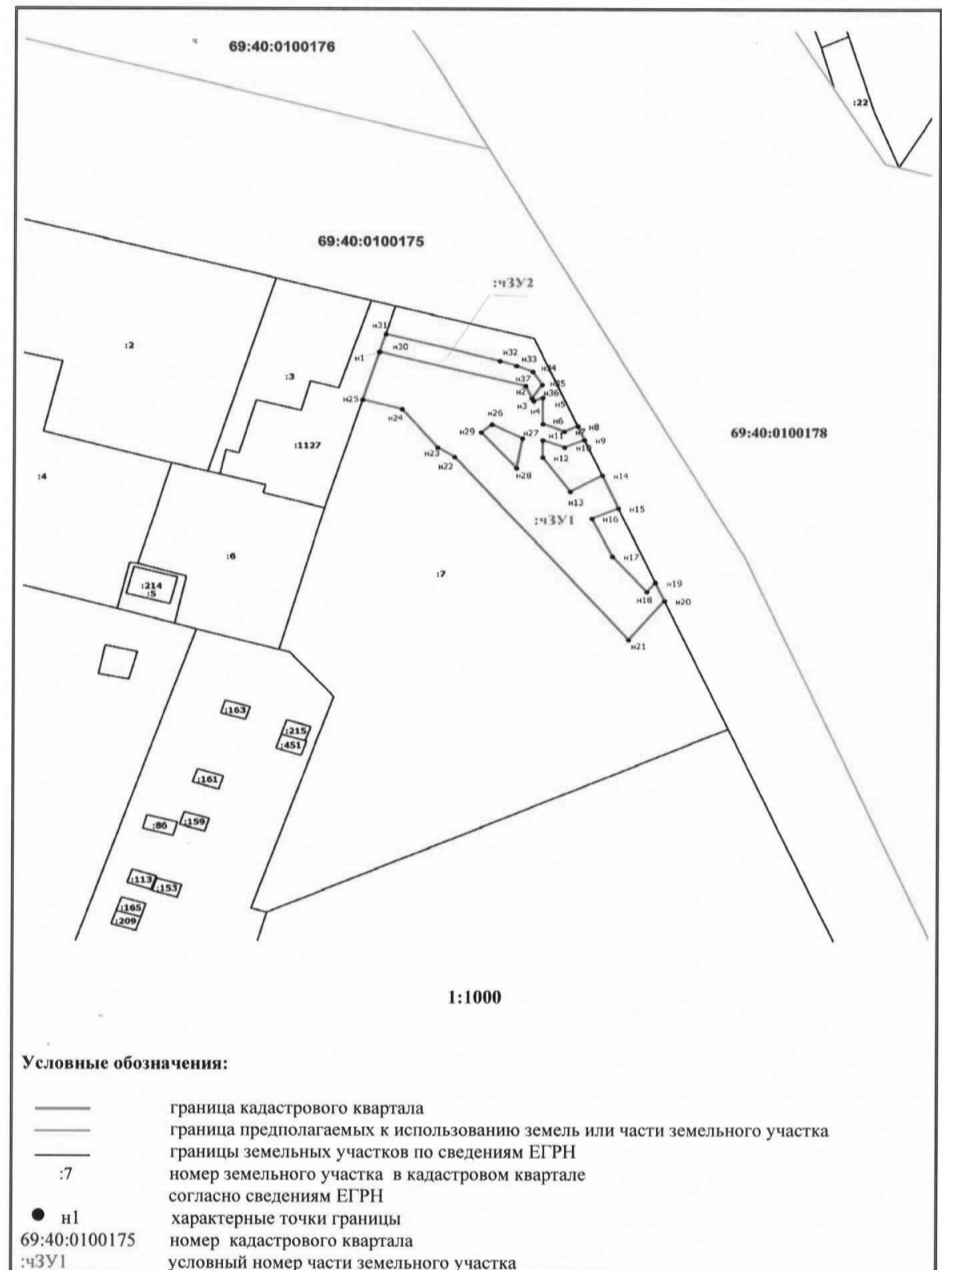 69:40:0100176
:22
69:40:0100175
:чЗУ2
н31
н32
:2
н30
н33
н1
н34
:3
н37
н35
н2
н36
н25
н3
н4
н5
н24
н26
н6
н8
н29
н27
н7
69:40:0100178
:1127
н11
н9
н23
н10
н22
н12
:4
н28
н14
н13
:чЗУ1
н15
н16
:6
н17
:7
:214
:5
н19
н18
н20
н21
:163
:215
:451
:161
:159
:86
:113
:153
:165
:209
1:1000
Условные обозначения:
граница кадастрового квартала
граница предполагаемых к использованию земель или части земельного участка
границы земельных участков по сведениям ЕГРН
:7 номер земельного участка в кадастровом квартале
согласно сведениям ЕГРН
н1 характерные точки границы
69:40:0100175 номер кадастрового квартала
:чЗУ1 условный номер части земельного участка